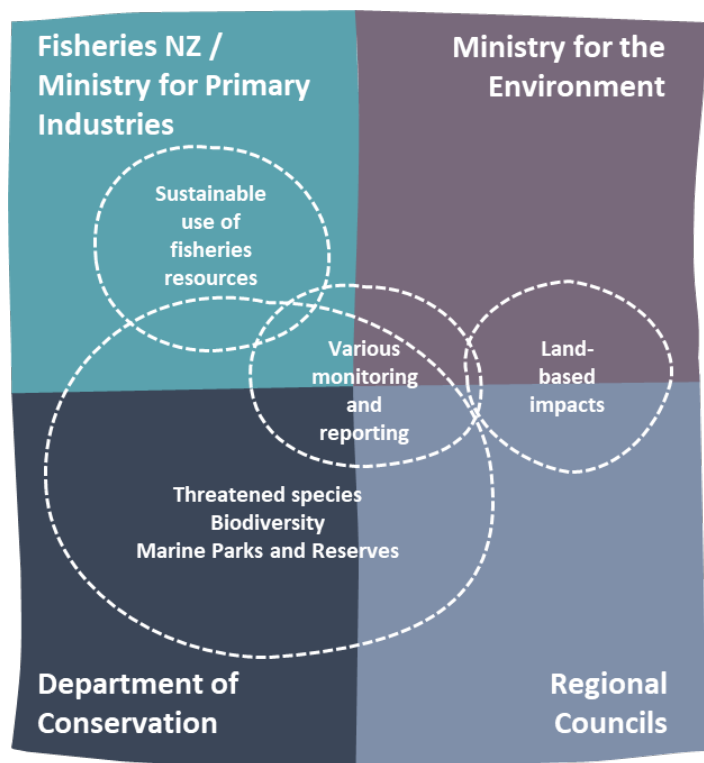 Fisheries NZ /
Ministry for Primary
Industries
Ministry for the
Environment
Sustainable
use of
fisheries
resources
Various
monitoring
and
reporting
Land-
based
impacts
Threatened species
Biodiversity
Marine Parks and Reserves
Department of
Conservation
Regional
Councils